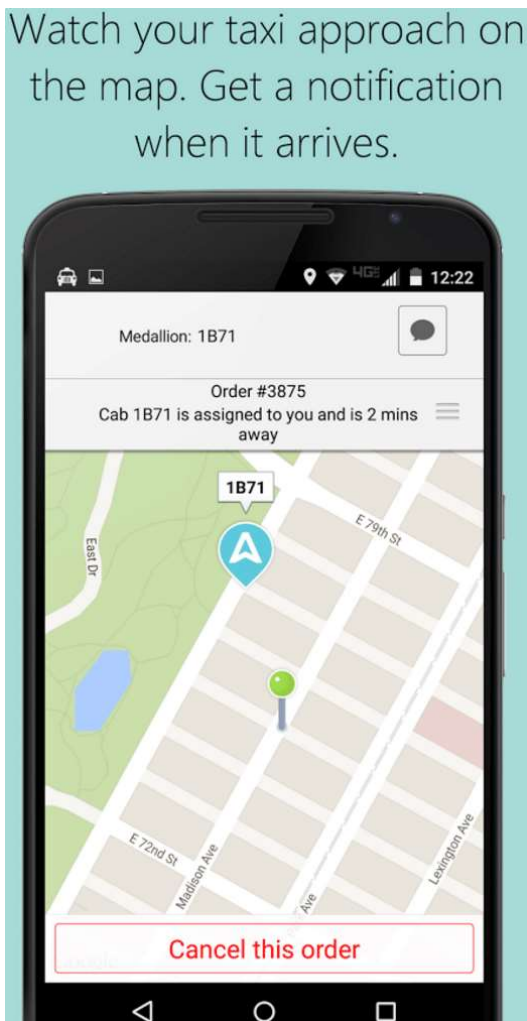 Watch your taxi approach on
the map. Get a notification
when it arrives.
4G
12:22
Medallion: 1B71
Order #3875
Cab 1B71 is assigned to you and is 2 mins
away
1B71
E 79th St
East Dr
E 72nd St
Madison Ave
Ave
Lexington Ave
Cancel this order